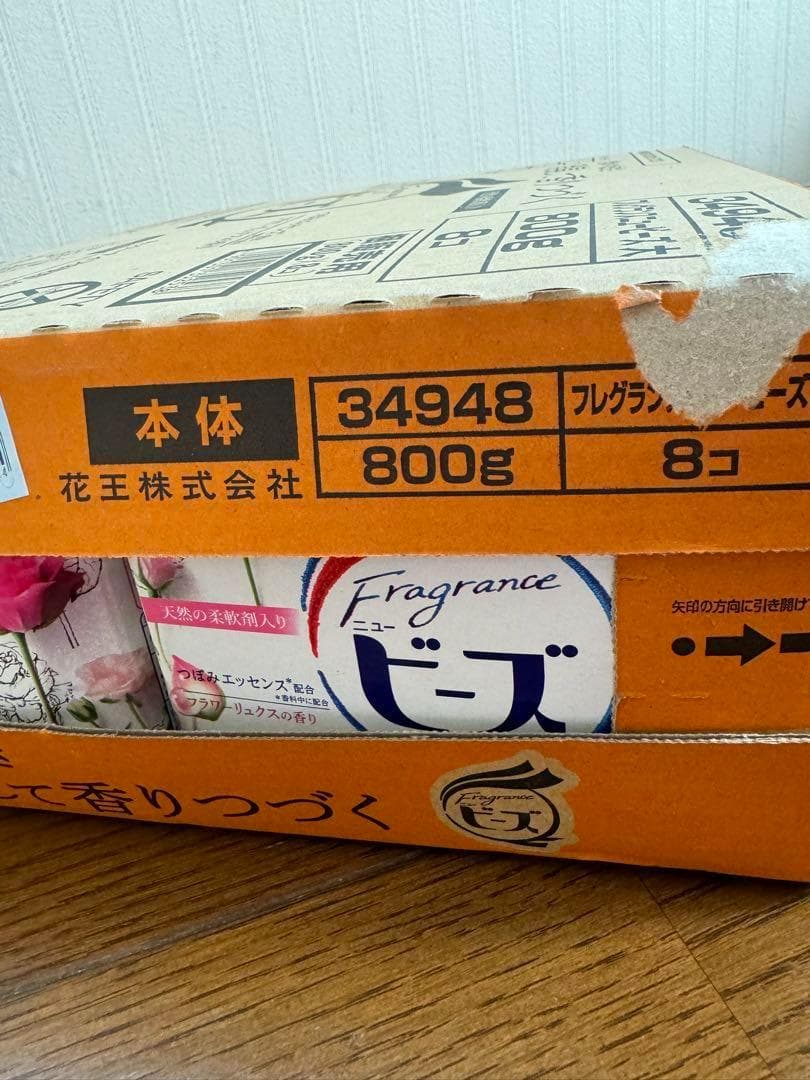 800g
8コ
本体
34948
フレグラン
ーズ
花王株式会社
800g
8コ
Fragrance
ニュー
ビーズ
天然の柔軟剤入り
つぼみエッセンス*配合
*香料中に配合
フラワーリュクスの香り
矢印の方向に引き開け
て香りつづく
Fragrance
ビーズ